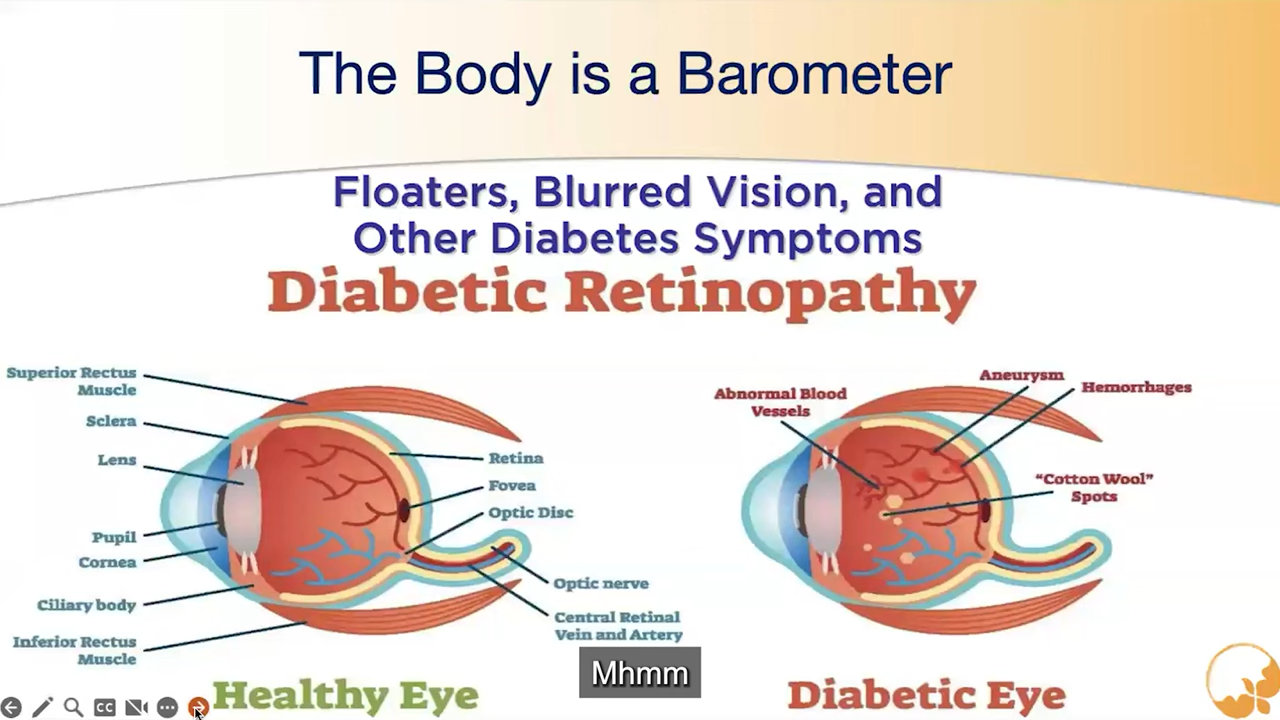 The Body is a Barometer
Floaters, Blurred Vision, and
Other Diabetes Symptoms
Diabetic Retinopathy
Superior Rectus
Muscle
Sclera
Lens
Pupil
Cornea
Ciliary body
Inferior Rectus
Muscle
Retina
Fovea
Optic Disc
Optic nerve
Central Retinal
Vein and Artery
Healthy Eye
Abnormal Blood
Vessels
Aneurysm
Hemorrhages
“Cotton Wool”
Spots
Diabetic Eye
Mhmm
CC